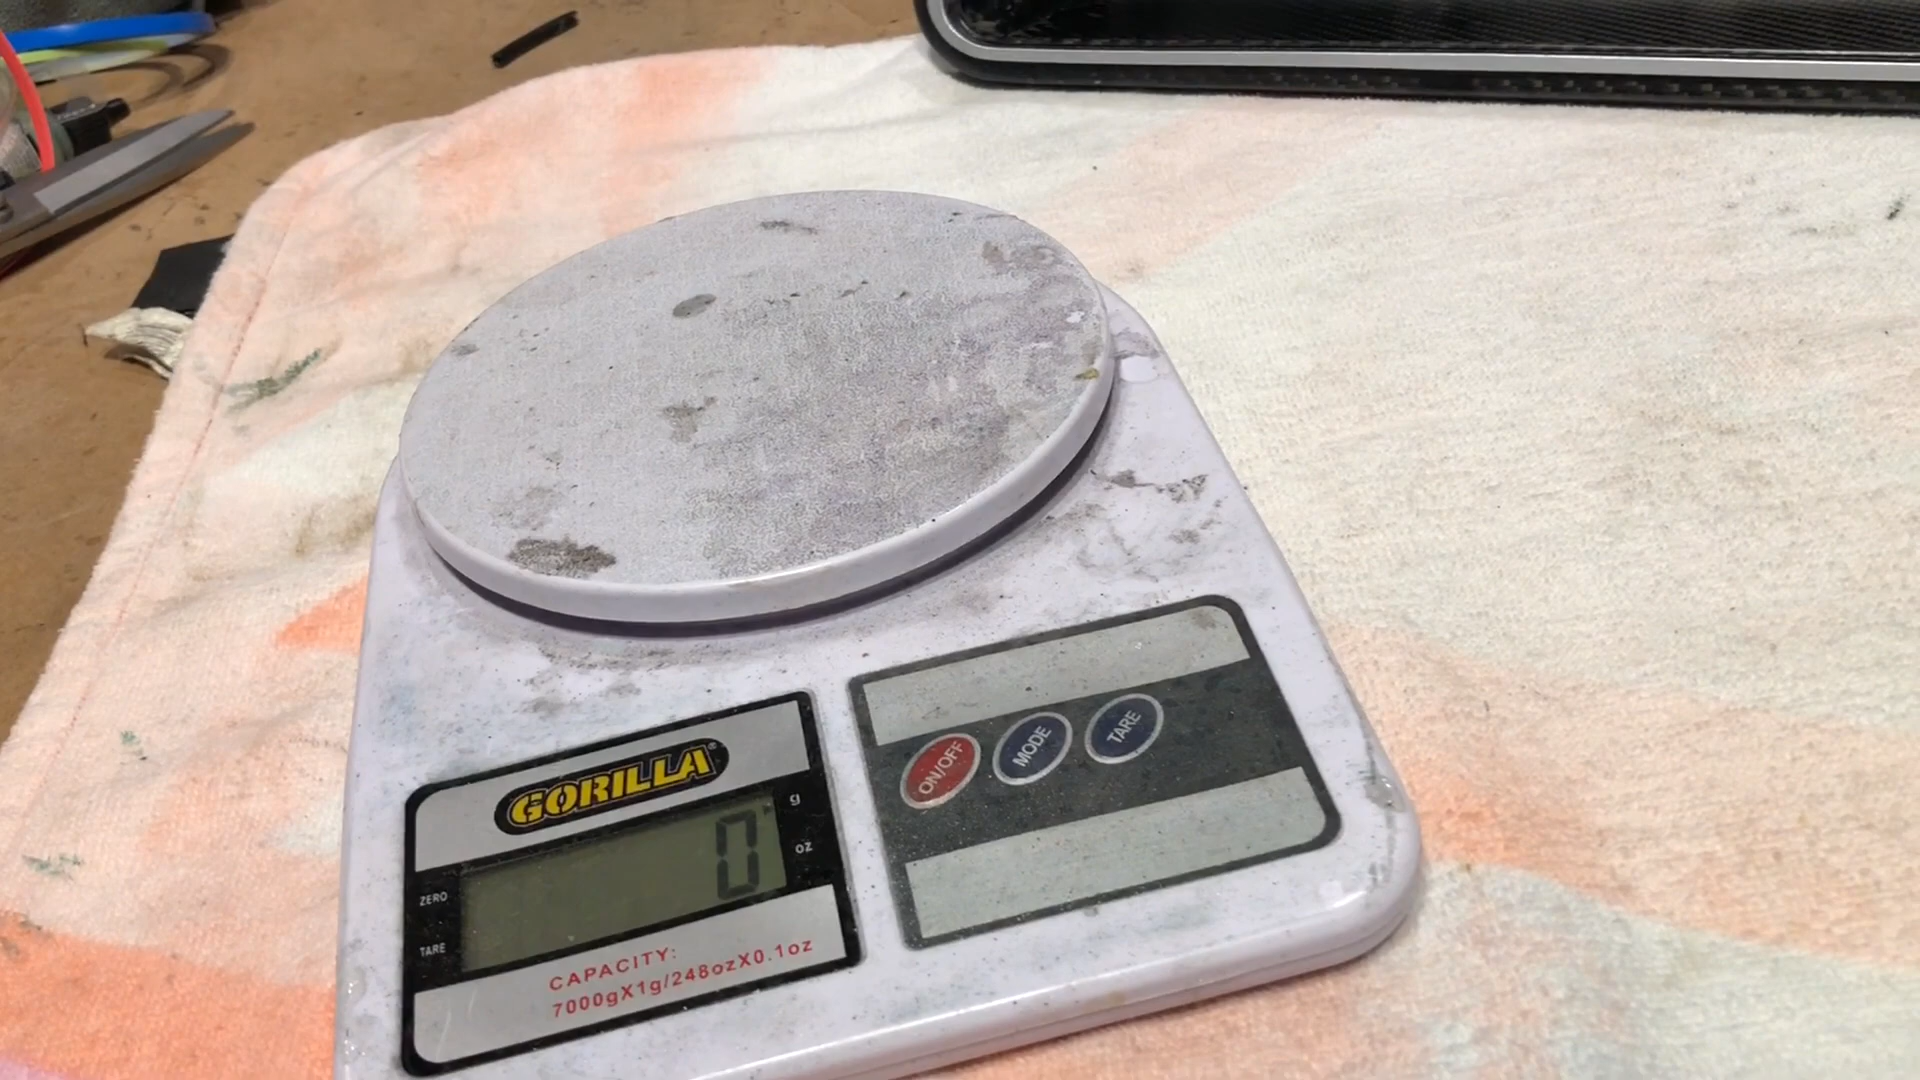 GORILLA®
g
0
oz
ZERO
TARE
CAPACITY:
7000gX1g/248ozX0.1oz
ON/OFF
MODE
TARE